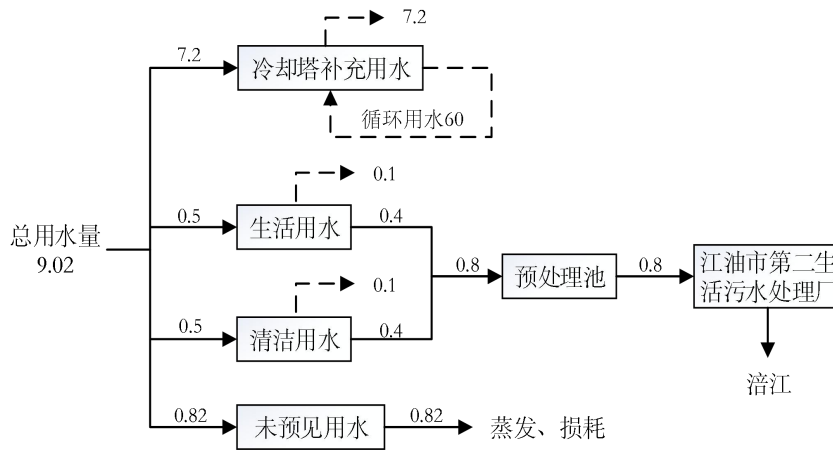 7.2
7.2
冷却塔补充用水
循环用水60
0.1
0.5
生活用水
0.4
总用水量
9.02
0.8
预处理池
0.8
江油市第二生
活污水处理厂
0.1
0.5
清洁用水
0.4
涪江
0.82
未预见用水
0.82
蒸发、损耗